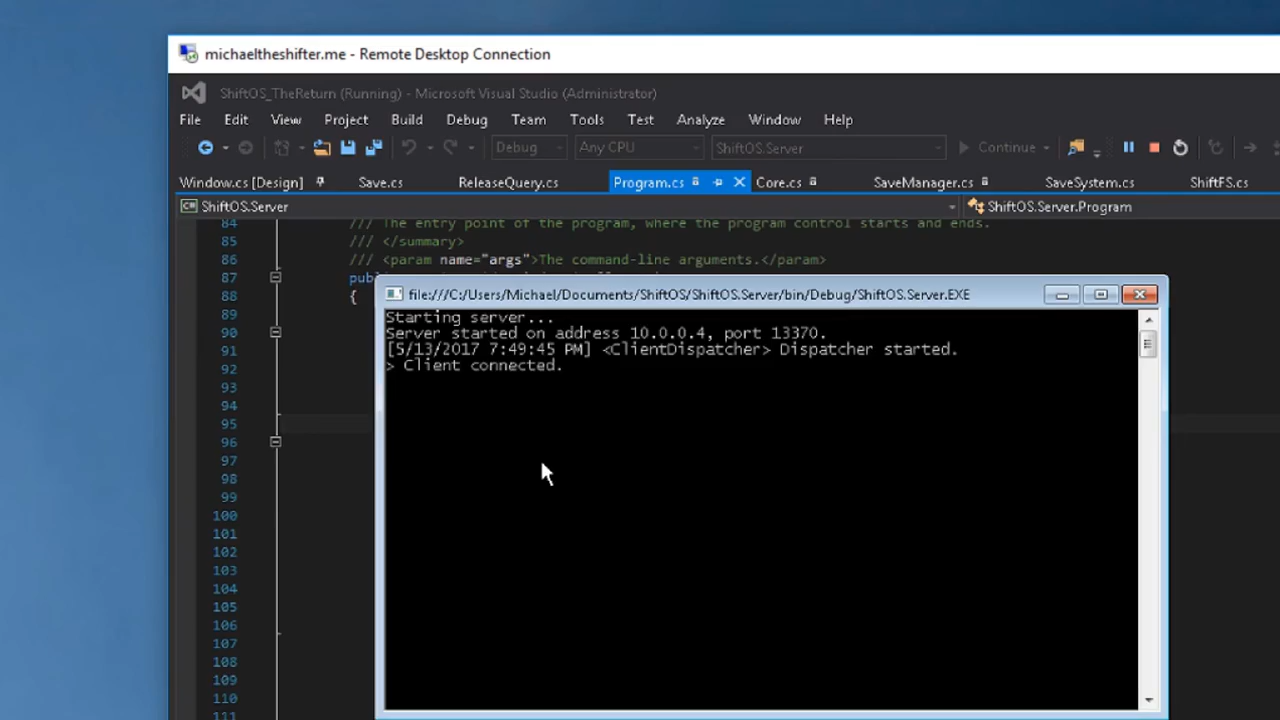 michaeltheshifter.me - Remote Desktop Connection
ShiftOS_TheReturn (Running) - Microsoft Visual Studio (Administrator)
File Edit View Project Build Debug Team Tools Test Analyze Window Help
Debug Any CPU ShiftOS.Server Continue
Window.cs [Design] Save.cs ReleaseQuery.cs Program.cs Core.cs SaveManager.cs SaveSystem.cs ShiftFS.cs
ShiftOS.Server ShiftOS.Server.Program
84 /// The entry point of the program, where the program control starts and ends.
85 /// </summary>
86 /// <param name="args">The command-line arguments.</param>
87
88 {
file:///C:/Users/Michael/Documents/ShiftOS/ShiftOS.Server/bin/Debug/ShiftOS.Server.EXE
89
Starting server...
90
Server started on address 10.0.0.4, port 13370.
91
[5/13/2017 7:49:45 PM] <ClientDispatcher> Dispatcher started.
> Client connected.
92
93
94
95
96
97
98
99
100
101
102
103
104
105
106
107
108
109
110
111